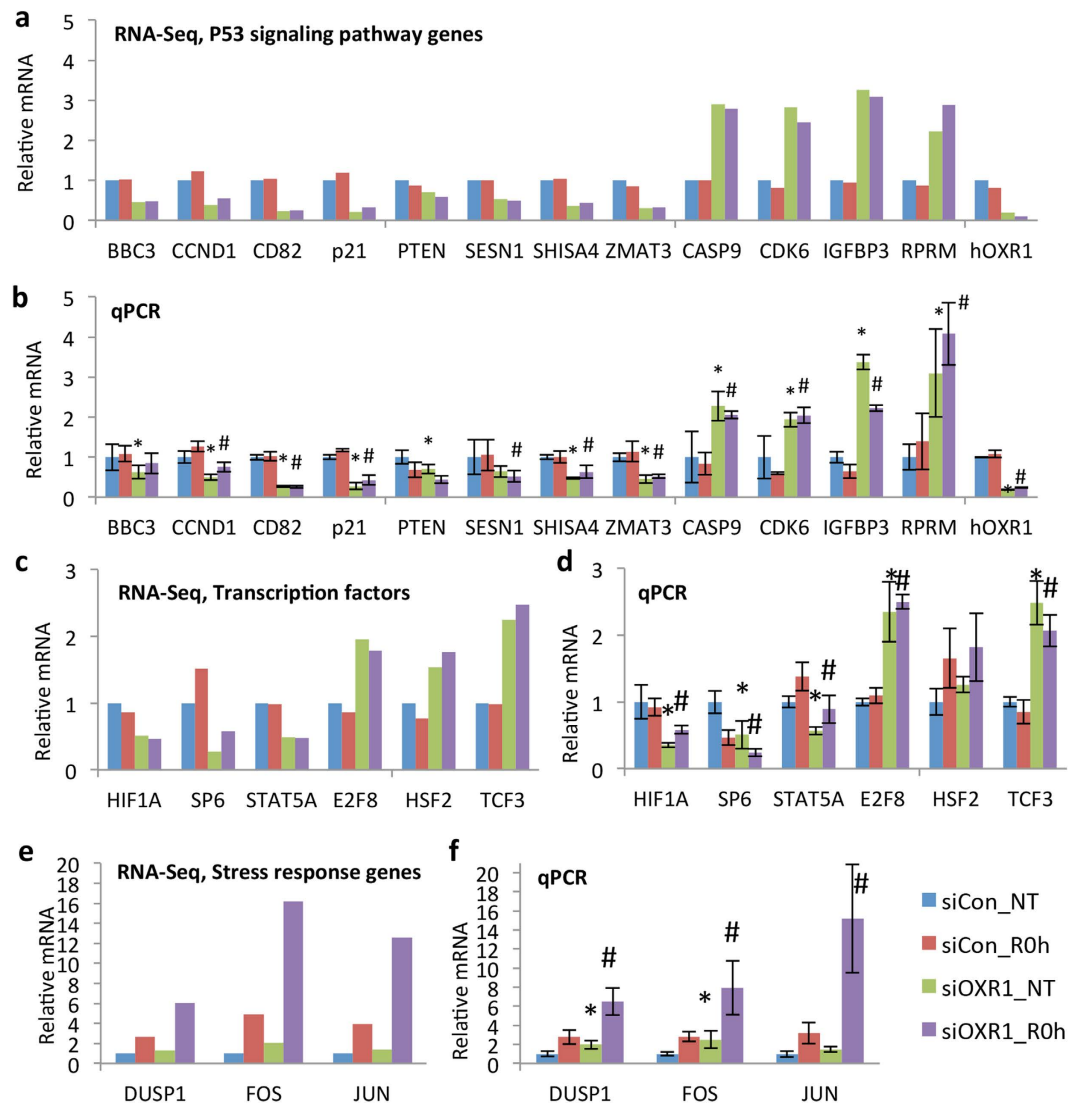 a
RNA-Seq, P53 signaling pathway genes
Relative mRNA
5
4
3
2
1
0
BBC3 CCND1 CD82 p21 PTEN SESN1 SHISA4 ZMAT3 CASP9 CDK6 IGFBP3 RPRM hOXR1
b
qPCR
Relative mRNA
5
4
3
2
1
0
* * # * # * # * # * # * # * # * # * # * # * #
BBC3 CCND1 CD82 p21 PTEN SESN1 SHISA4 ZMAT3 CASP9 CDK6 IGFBP3 RPRM hOXR1
c
RNA-Seq, Transcription factors
Relative mRNA
3
2
1
0
HIF1A SP6 STAT5A E2F8 HSF2 TCF3
d
qPCR
Relative mRNA
3
2
1
0
* # * # * # * # * #
HIF1A SP6 STAT5A E2F8 HSF2 TCF3
e
RNA-Seq, Stress response genes
Relative mRNA
20
18
16
14
12
10
8
6
4
2
0
DUSP1 FOS JUN
f
qPCR
Relative mRNA
20
18
16
14
12
10
8
6
4
2
0
* # * # #
DUSP1 FOS JUN
siCon_NT
siCon_R0h
siOXR1_NT
siOXR1_R0h